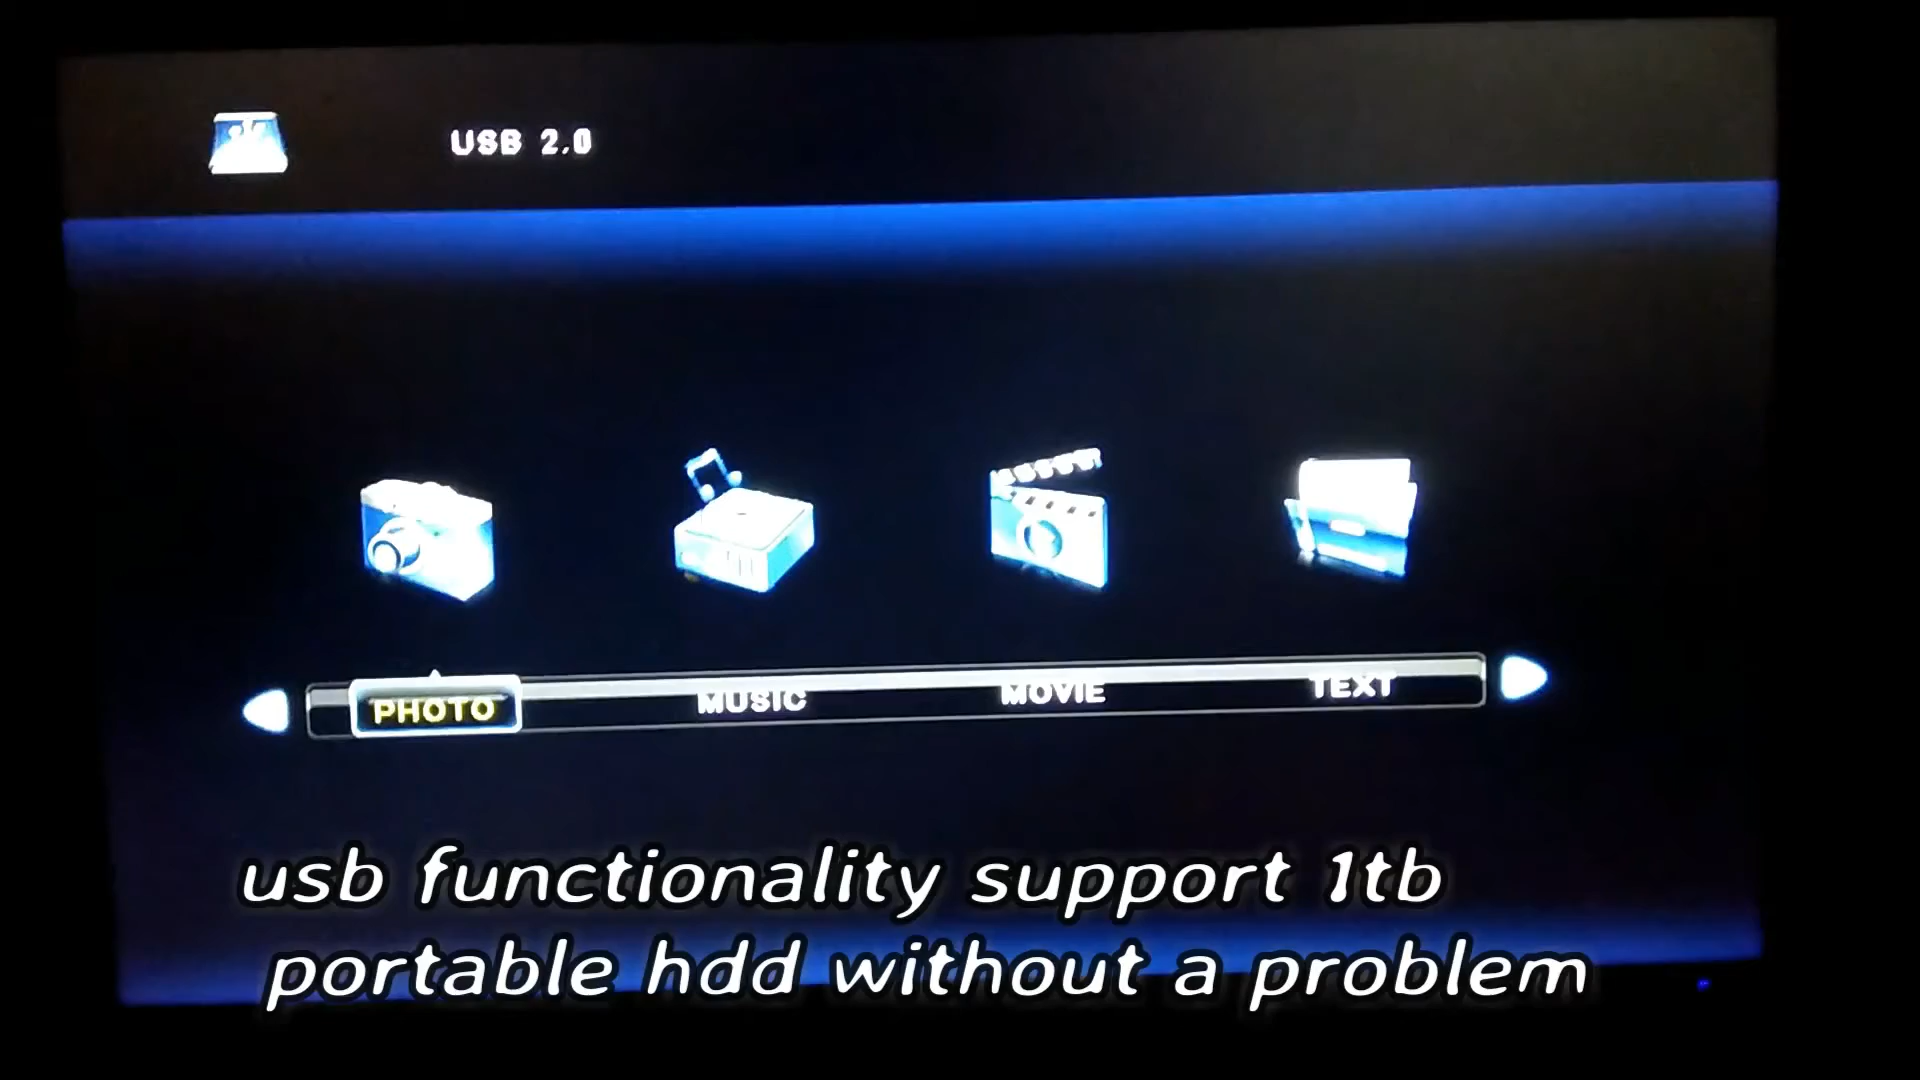 USB 2.0
PHOTO MUSIC MOVIE TEXT
usb functionality support 1tb
portable hdd without a problem